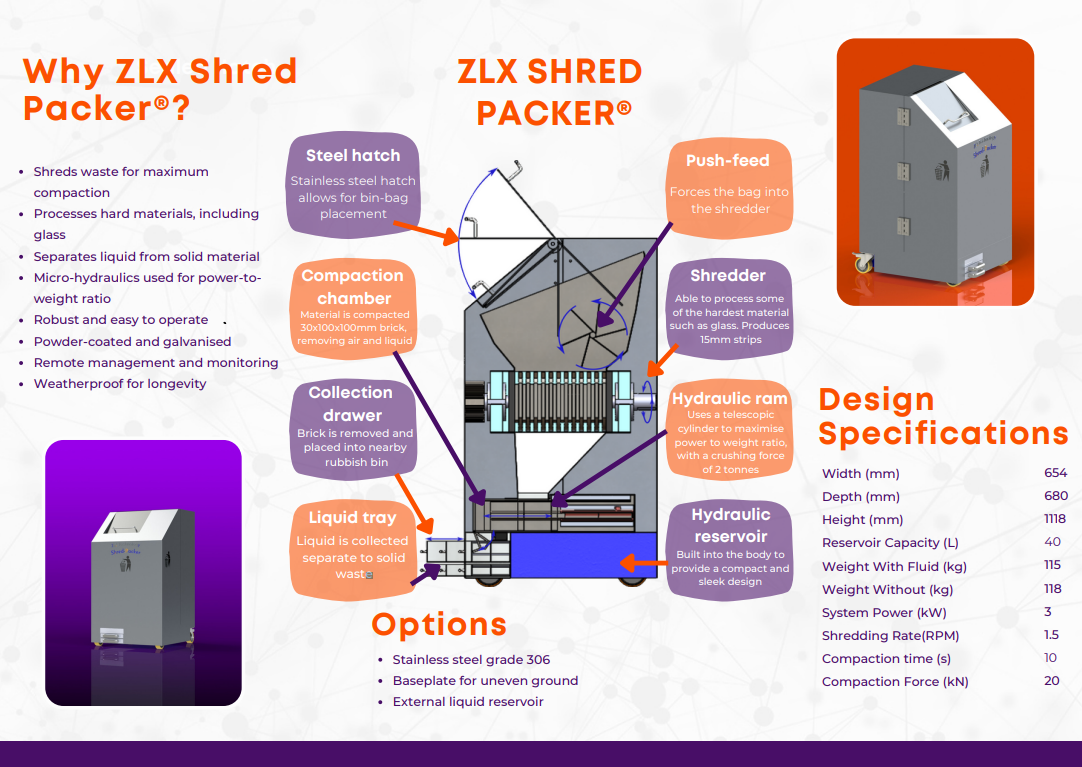 Why ZLX Shred
Packer®?
Shreds waste for maximum
compaction
Processes hard materials, including
glass
Separates liquid from solid material
Micro-hydraulics used for power-to-
weight ratio
Robust and easy to operate .
Powder-coated and galvanised
Remote management and monitoring
Weatherproof for longevity
ZLX SHRED
PACKER®
Steel hatch
Stainless steel hatch
allows for bin-bag
placement
Compaction
chamber
Material is compacted
30x100x100mm brick,
removing air and liquid
Collection
drawer
Brick is removed and
placed into nearby
rubbish bin
Liquid tray
Liquid is collected
separate to solid
wast
Push-feed
Forces the bag into
the shredder
Shredder
Able to process some
of the hardest material
such as glass. Produces
15mm strips
Hydraulic ram
Uses a telescopic
cylinder to maximise
power to weight ratio,
with a crushing force
of 2 tonnes
Hydraulic
reservoir
Built into the body to
provide a compact and
sleek design
Options
Stainless steel grade 306
Baseplate for uneven ground
External liquid reservoir
Design
Specifications
Width (mm) 654
Depth (mm) 680
Height (mm) 1118
Reservoir Capacity (L) 40
Weight With Fluid (kg) 115
Weight Without (kg) 118
System Power (kW) 3
Shredding Rate(RPM) 1.5
Compaction time (s) 10
Compaction Force (kN) 20